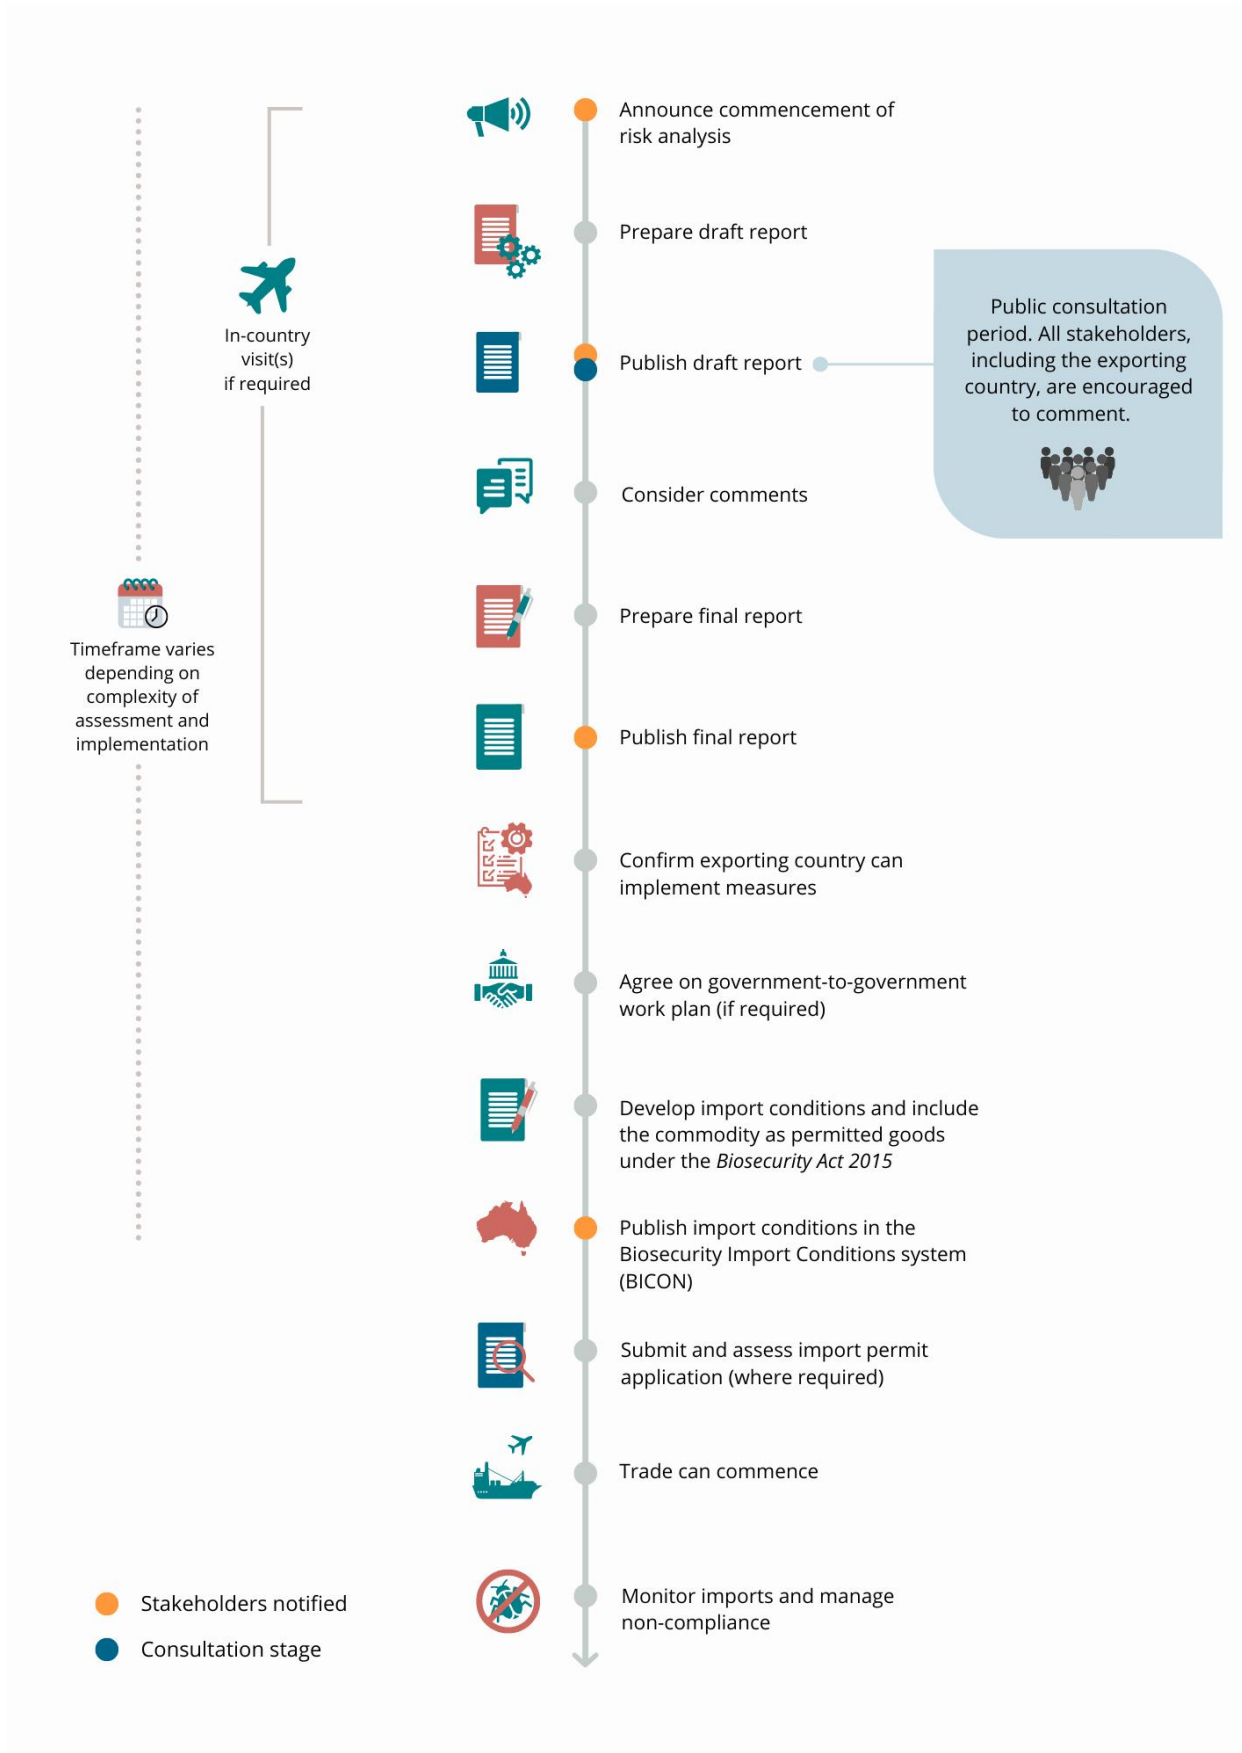 Announce commencement of
risk analysis
Prepare draft report
Publish draft report
Public consultation
period. All stakeholders,
including the exporting
country, are encouraged
to comment.
In-country
visit(s)
if required
Consider comments
Prepare final report
Timeframe varies
depending on
complexity of
assessment and
implementation
Publish final report
Confirm exporting country can
implement measures
Agree on government-to-government
work plan (if required)
Develop import conditions and include
the commodity as permitted goods
under the Biosecurity Act 2015
Publish import conditions in the
Biosecurity Import Conditions system
(BICON)
Submit and assess import permit
application (where required)
Trade can commence
Monitor imports and manage
non-compliance
Stakeholders notified
Consultation stage